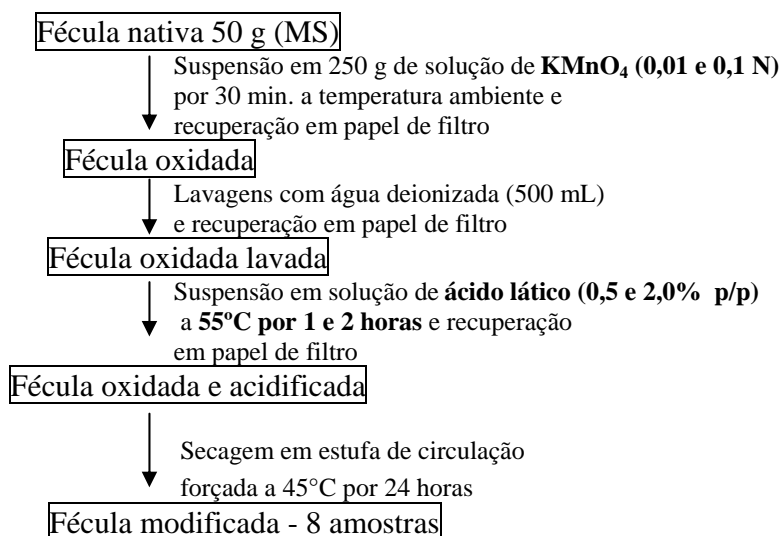 Fécula nativa 50 g (MS)
Suspensão em 250 g de solução de KMnO₄ (0,01 e 0,1 N)
por 30 min. a temperatura ambiente e
recuperação em papel de filtro
Fécula oxidada
Lavagens com água deionizada (500 mL)
e recuperação em papel de filtro
Fécula oxidada lavada
Suspensão em solução de ácido lático (0,5 e 2,0% p/p)
a 55ºC por 1 e 2 horas e recuperação
em papel de filtro
Fécula oxidada e acidificada
Secagem em estufa de circulação
forçada a 45°C por 24 horas
Fécula modificada - 8 amostras